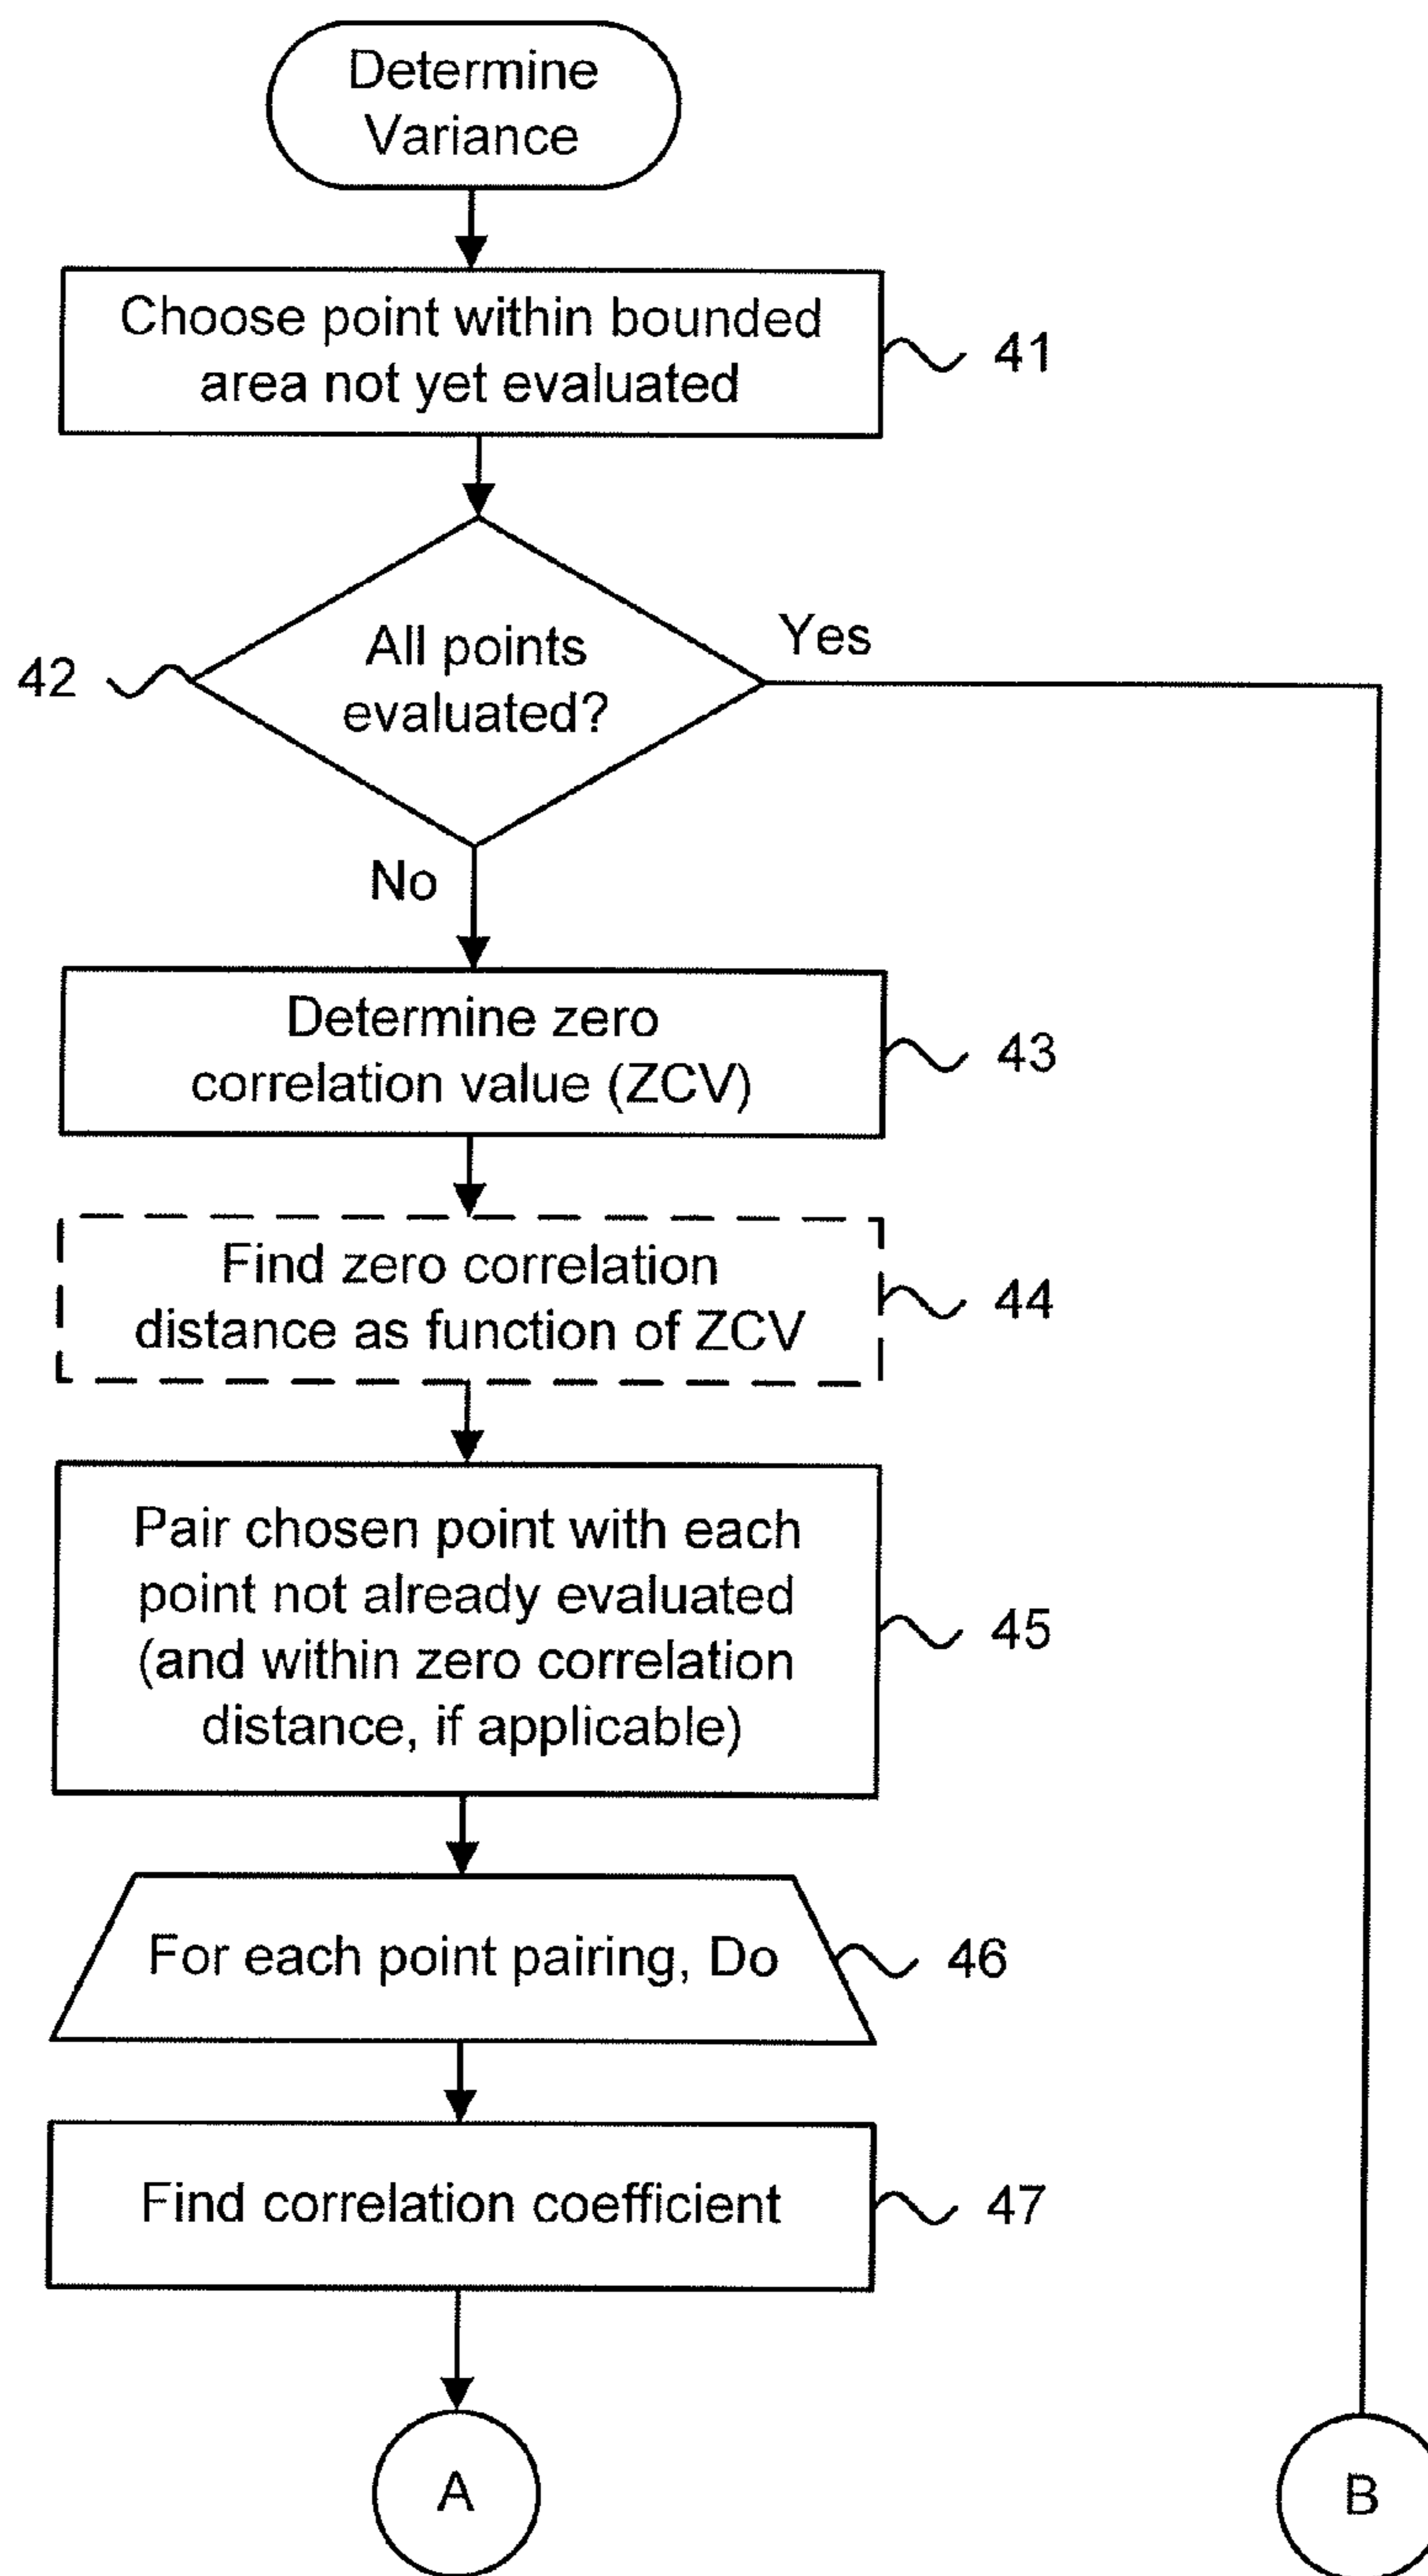 Determine
Variance
Choose point within bounded
area not yet evaluated
41
All points
evaluated?
42
Yes
No
Determine zero
correlation value (ZCV)
43
Find zero correlation
distance as function of ZCV
44
Pair chosen point with each
point not already evaluated
(and within zero correlation
distance, if applicable)
45
For each point pairing, Do
46
Find correlation coefficient
47
A
B